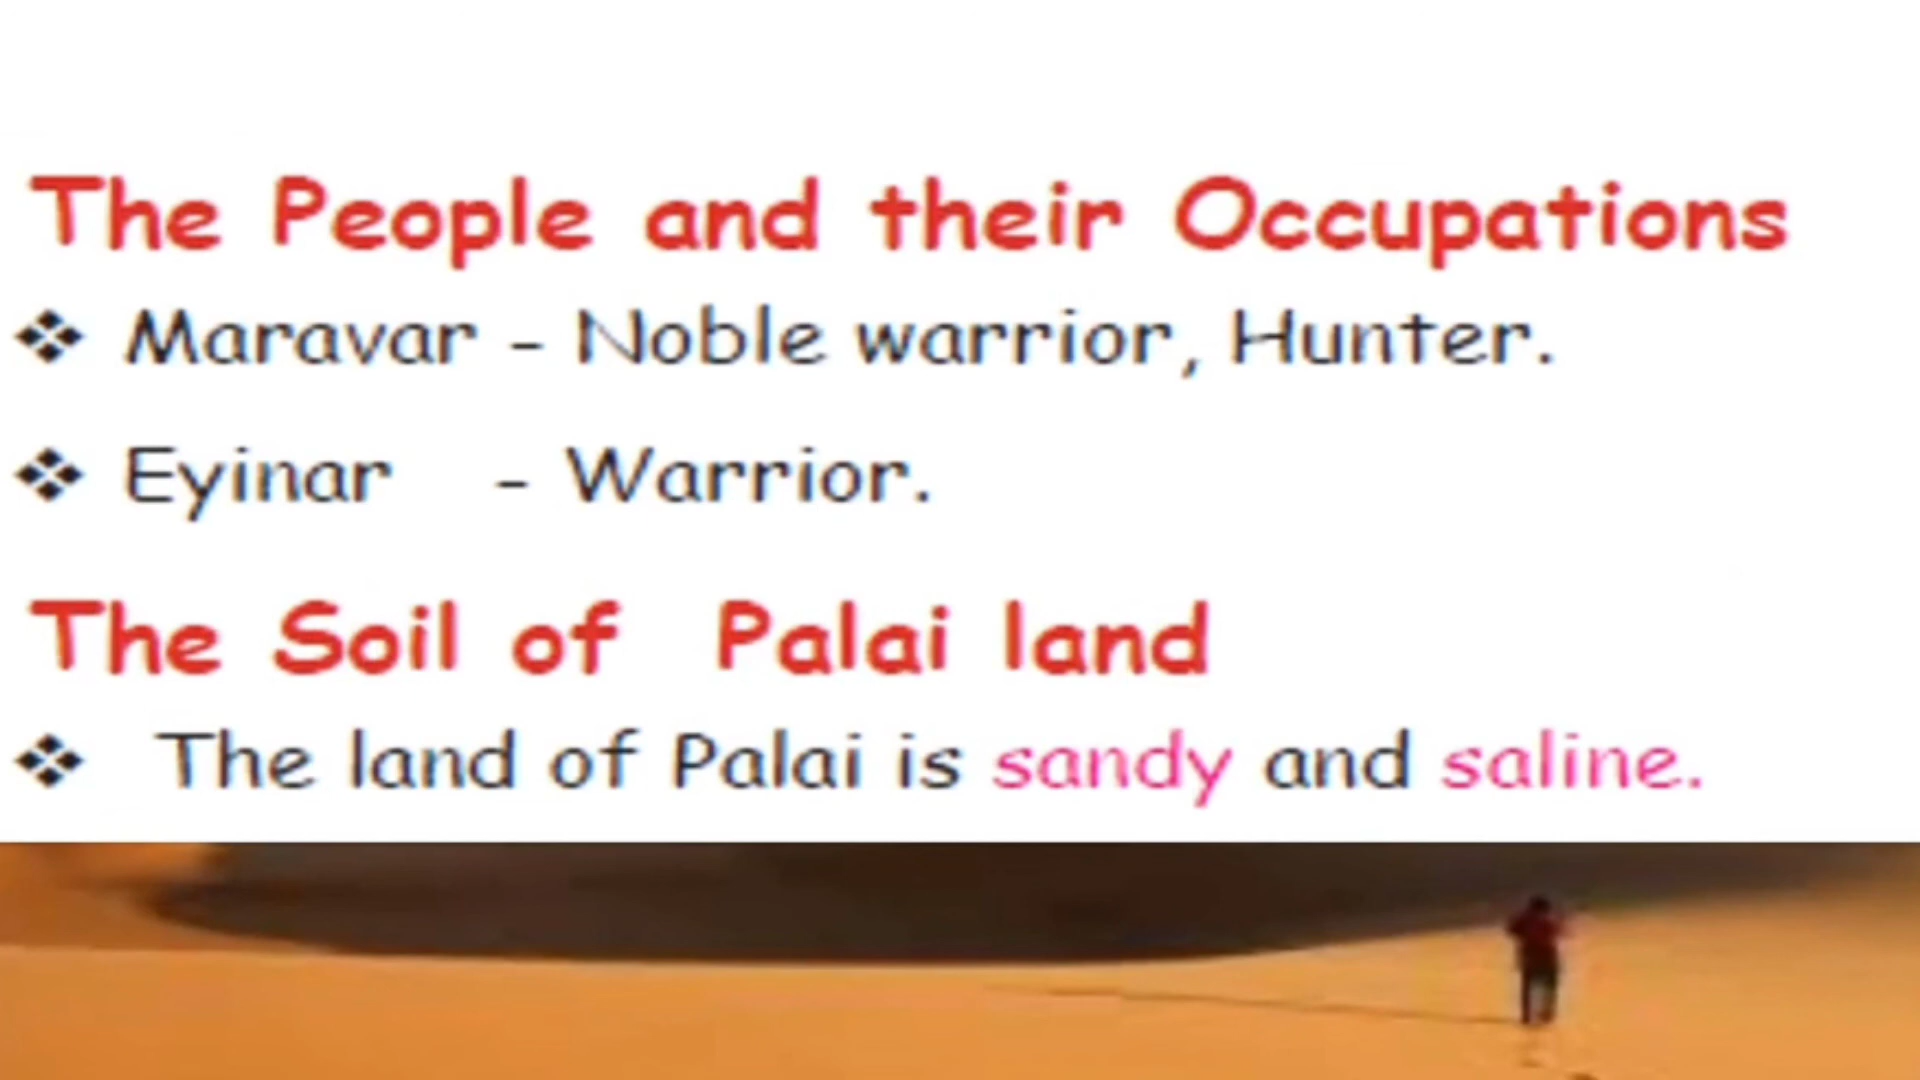 The People and their Occupations
❖ Maravar - Noble warrior, Hunter.
❖ Eyinar - Warrior.
The Soil of Palai land
❖ The land of Palai is sandy and saline.